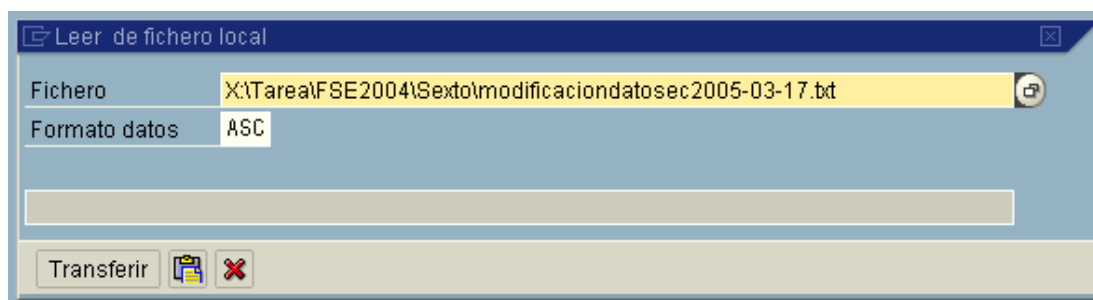 Leer de fichero local
Fichero X:\Tarea\FSE2004\Sexto\modificaciondatosec2005-03-17.txt
Formato datos ASC
Transferir